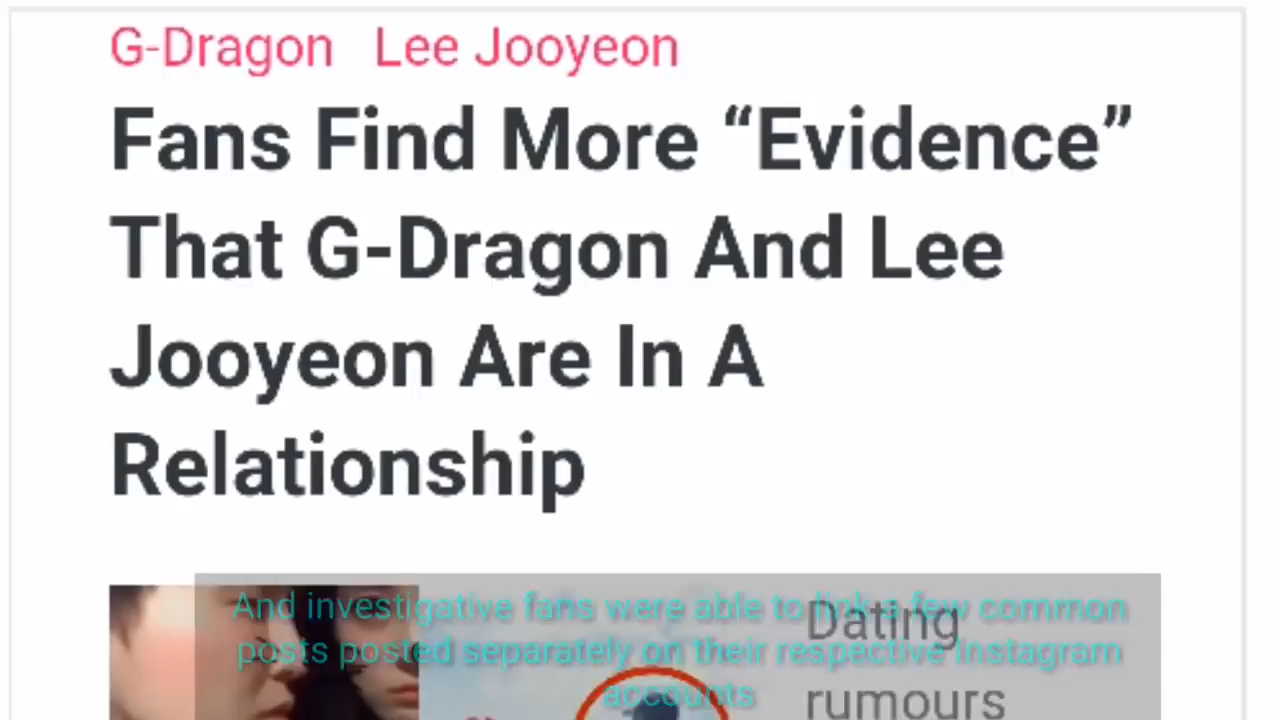 G-Dragon Lee Jooyeon
Fans Find More “Evidence”
That G-Dragon And Lee
Jooyeon Are In A
Relationship
And investigative fans were able to link a few common
posts posted separately on their respective Instagram
accounts
Dating
rumours